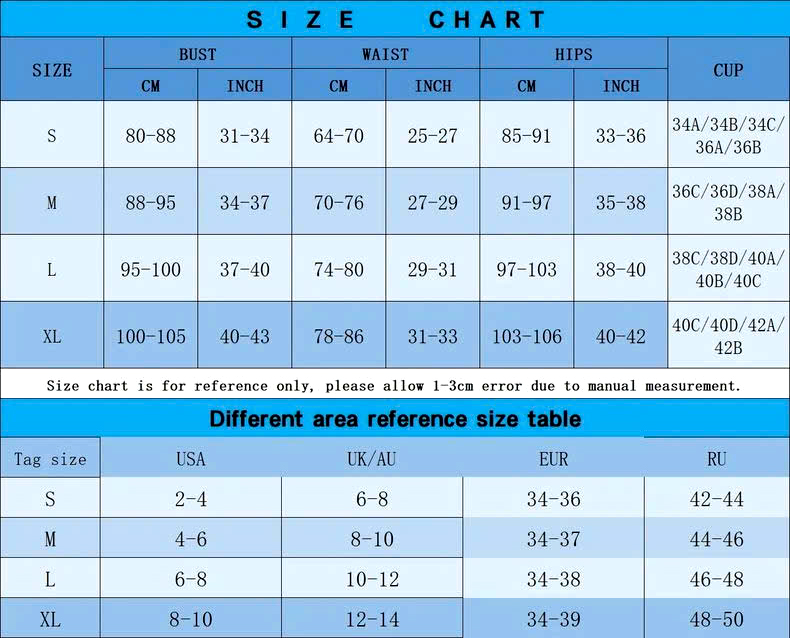 SIZE CHART
SIZE BUST WAIST HIPS CUP
CM INCH CM INCH CM INCH
S 80-88 31-34 64-70 25-27 85-91 33-36 34A/34B/34C/
36A/36B
M 88-95 34-37 70-76 27-29 91-97 35-38 36C/36D/38A/
38B
L 95-100 37-40 74-80 29-31 97-103 38-40 38C/38D/40A/
40B/40C
XL 100-105 40-43 78-86 31-33 103-106 40-42 40C/40D/42A/
42B
Size chart is for reference only, please allow 1-3cm error due to manual measurement.
Different area reference size table
Tag size USA UK/AU EUR RU
S 2-4 6-8 34-36 42-44
M 4-6 8-10 34-37 44-46
L 6-8 10-12 34-38 46-48
XL 8-10 12-14 34-39 48-50